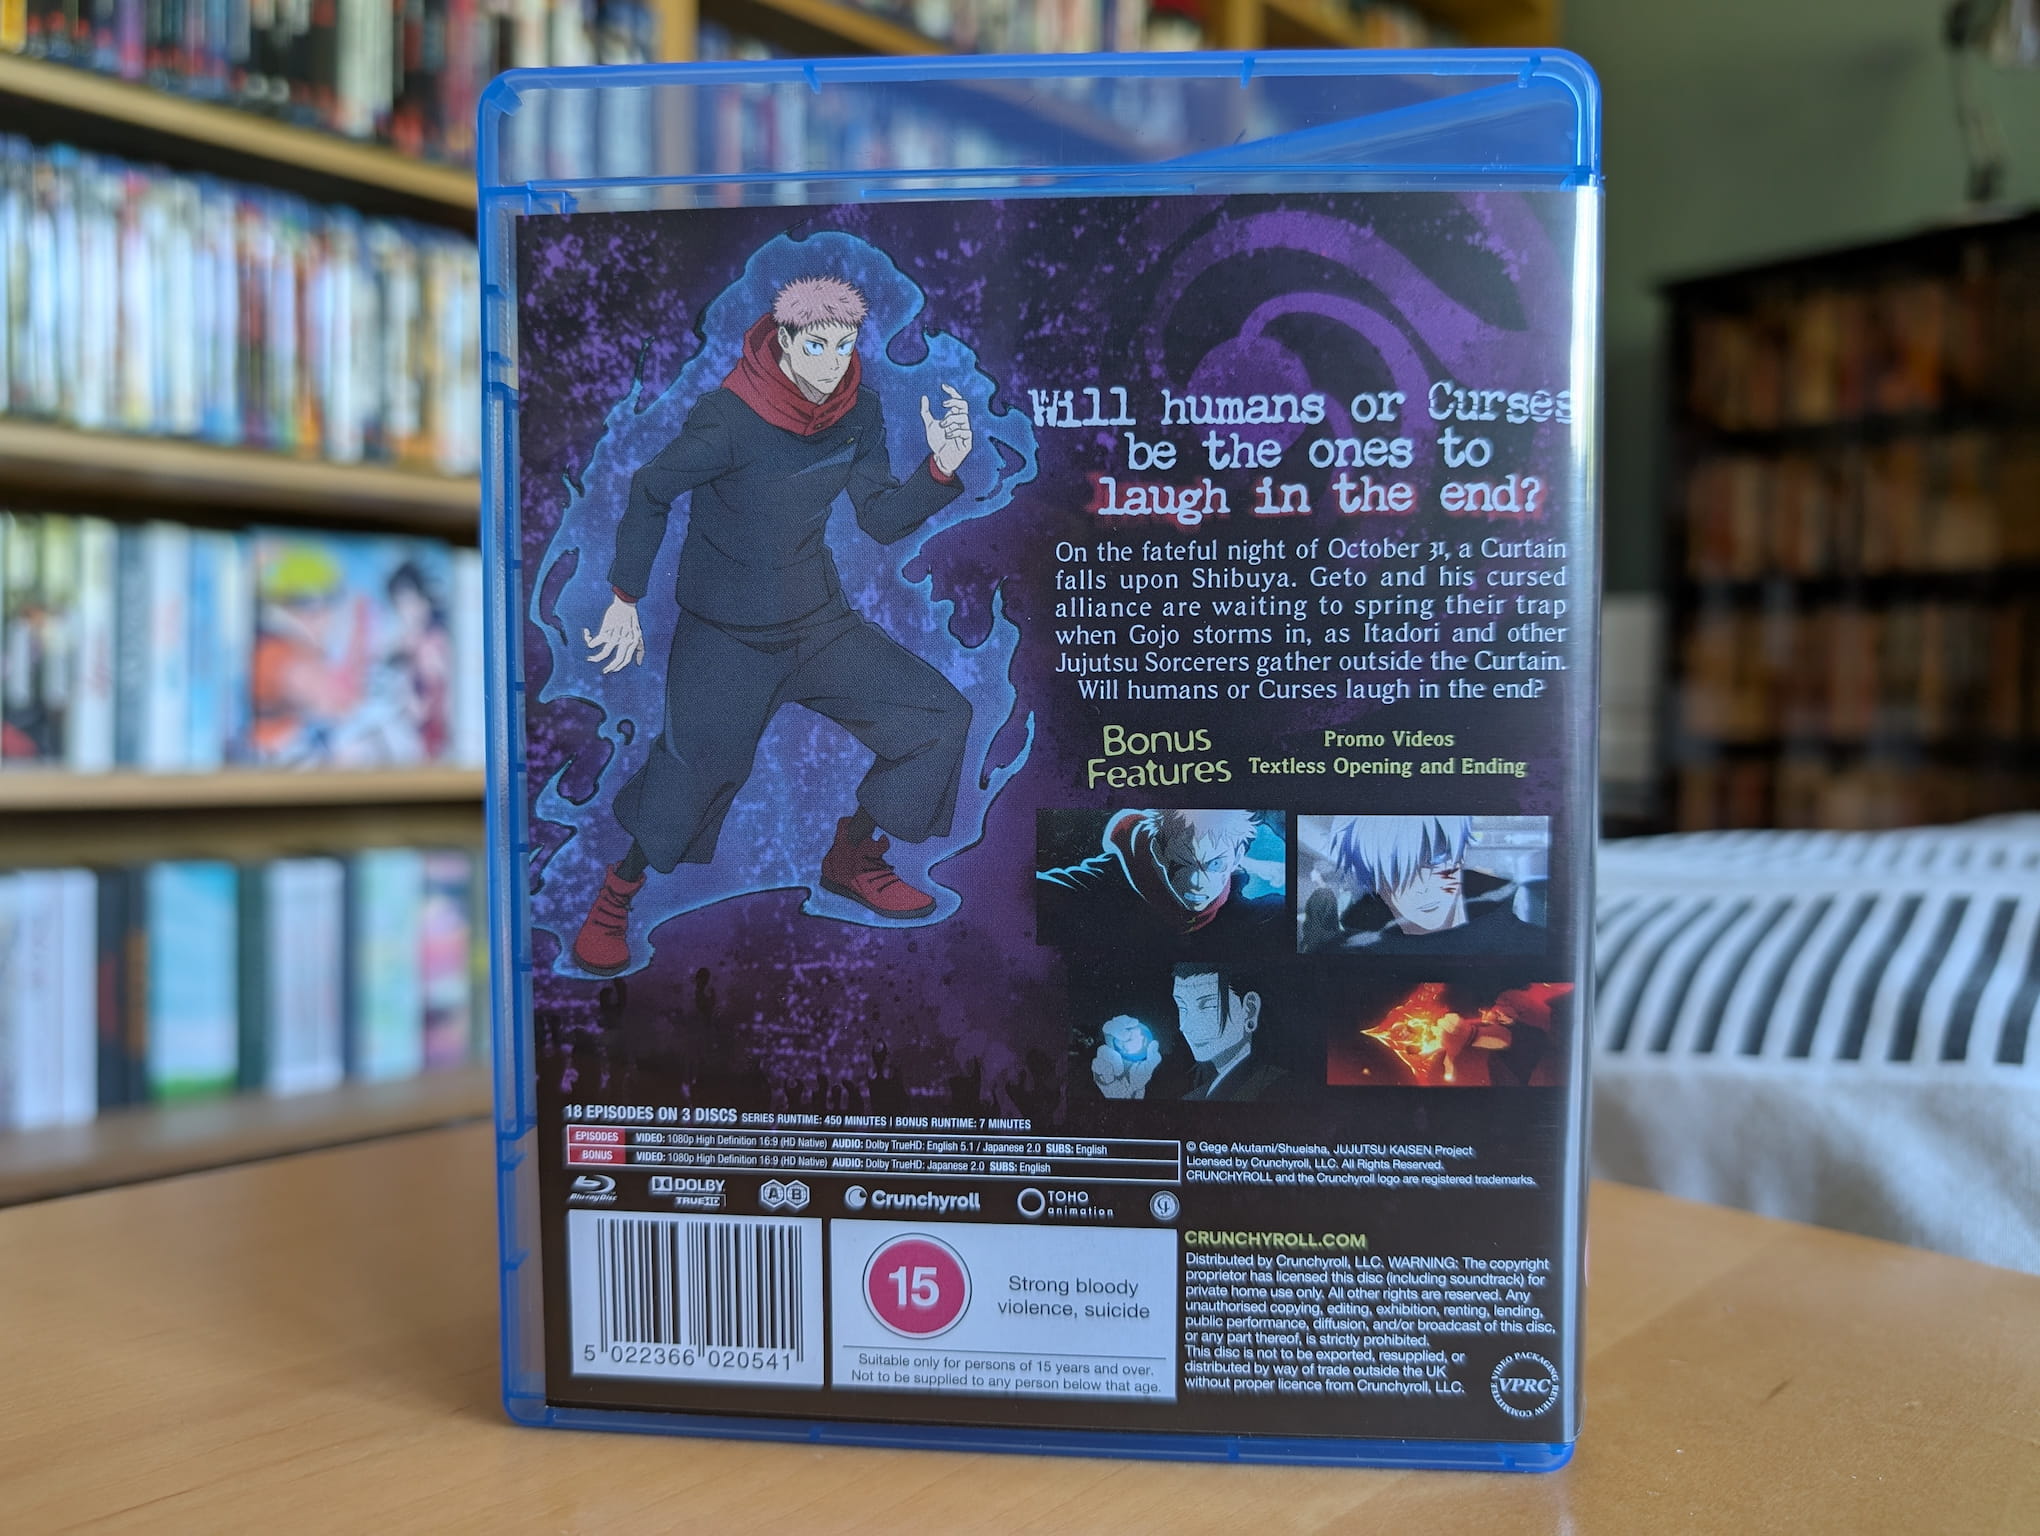 Will humans or Curses
be the ones to
laugh in the end?
On the fateful night of October 31, a Curtain
falls upon Shibuya. Geto and his cursed
alliance are waiting to spring their trap
when Gojo storms in, as Itadori and other
Jujutsu Sorcerers gather outside the Curtain.
Will humans or Curses laugh in the end?
Bonus
Features
Promo Videos
Textless Opening and Ending
18 EPISODES ON 3 DISCS SERIES RUNTIME: 450 MINUTES | BONUS RUNTIME: 7 MINUTES
EPISODES VIDEO: 1080p High Definition 16:9 (HD Native) AUDIO: Dolby TrueHD: English 5.1 / Japanese 2.0 SUBS: English
BONUS VIDEO: 1080p High Definition 16:9 (HD Native) AUDIO: Dolby TrueHD: Japanese 2.0 SUBS: English
© Gege Akutami/Shueisha, JUJUTSU KAISEN Project
Licensed by Crunchyroll, LLC. All Rights Reserved.
CRUNCHYROLL and the Crunchyroll logo are registered trademarks.
Blu-ray Disc
DOLBY
TRUEHD
A B
Crunchyroll
TOHO
animation
5 022366 020541
15
Strong bloody
violence, suicide
Suitable only for persons of 15 years and over.
Not to be supplied to any person below that age.
CRUNCHYROLL.COM
Distributed by Crunchyroll, LLC. WARNING: The copyright
proprietor has licensed this disc (including soundtrack) for
private home use only. All other rights are reserved. Any
unauthorised copying, editing, exhibition, renting, lending,
public performance, diffusion, and/or broadcast of this disc,
or any part thereof, is strictly prohibited.
This disc is not to be exported, resupplied, or
distributed by way of trade outside the UK
without proper licence from Crunchyroll, LLC.
VIDEO PACKAGING REVIEW COMMITTEE
VPRC